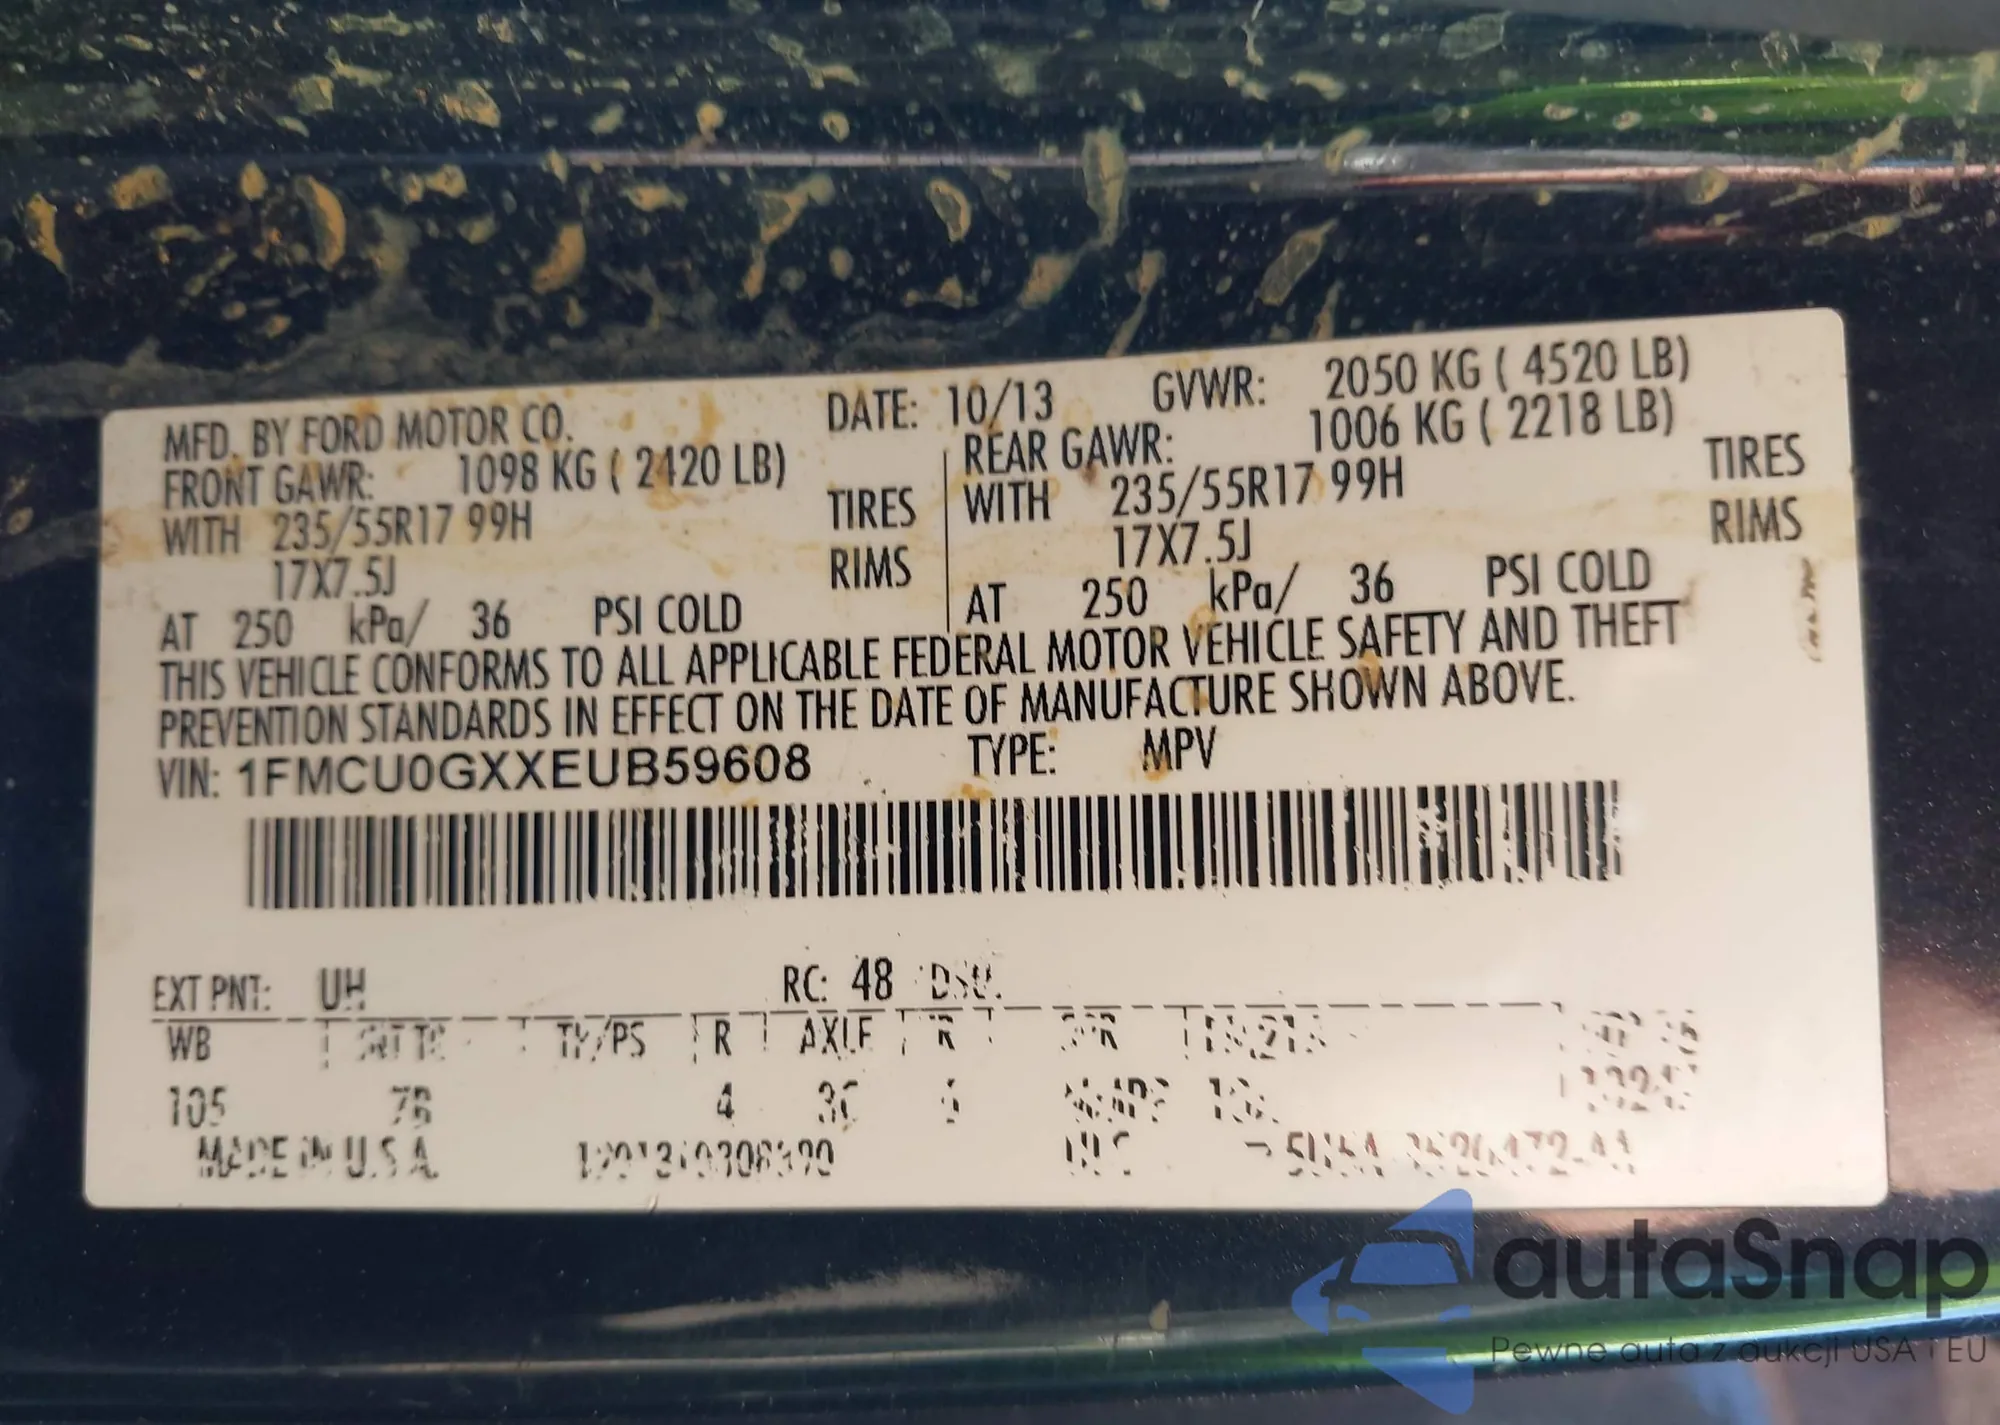 MFD. BY FORD MOTOR CO. DATE: 10/13 GVWR: 2050 KG ( 4520 LB)
FRONT GAWR: 1098 KG ( 2420 LB) REAR GAWR: 1006 KG ( 2218 LB)
WITH 235/55R17 99H TIRES WITH 235/55R17 99H TIRES
17X7.5J RIMS 17X7.5J RIMS
AT 250 kPa/ 36 PSI COLD AT 250 kPa/ 36 PSI COLD
THIS VEHICLE CONFORMS TO ALL APPLICABLE FEDERAL MOTOR VEHICLE SAFETY AND THEFT
PREVENTION STANDARDS IN EFFECT ON THE DATE OF MANUFACTURE SHOWN ABOVE.
VIN: 1FMCU0GXXEUB59608 TYPE: MPV
EXT PNT: UH RC: 48 DSO:
WB TP/PS R AXLE
105 4
MADE IN U.S.A.
autaSnap
Pewne auta z aukcji USA i EU